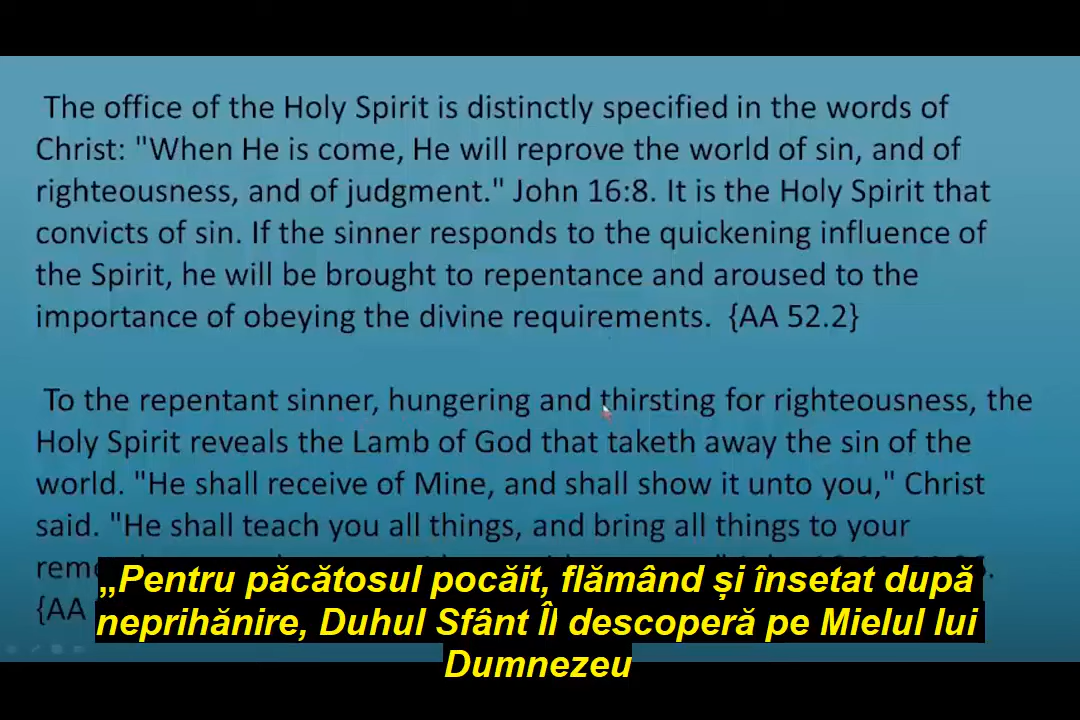 The office of the Holy Spirit is distinctly specified in the words of
Christ: "When He is come, He will reprove the world of sin, and of
righteousness, and of judgment." John 16:8. It is the Holy Spirit that
convicts of sin. If the sinner responds to the quickening influence of
the Spirit, he will be brought to repentance and aroused to the
importance of obeying the divine requirements. {AA 52.2}
To the repentant sinner, hungering and thirsting for righteousness, the
Holy Spirit reveals the Lamb of God that taketh away the sin of the
world. "He shall receive of Mine, and shall show it unto you," Christ
said. "He shall teach you all things, and bring all things to your
{AA
„Pentru păcătosul pocăit, flămând și însetat după
neprihănire, Duhul Sfânt Îl descoperă pe Mielul lui
Dumnezeu